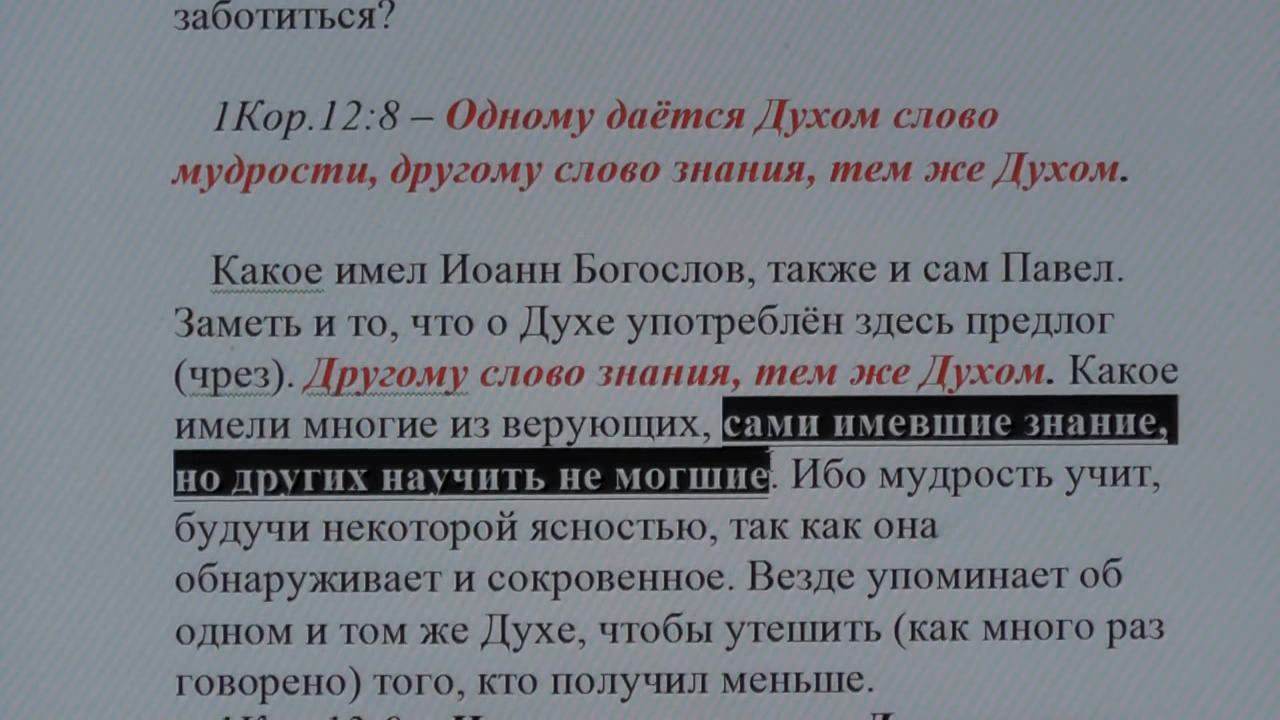 заботиться?
1Кор.12:8 – Одному даётся Духом слово
мудрости, другому слово знания, тем же Духом.
Какое имел Иоанн Богослов, также и сам Павел.
Заметь и то, что о Духе употреблён здесь предлог
(чрез). Другому слово знания, тем же Духом. Какое
имели многие из верующих, сами имевшие знание,
но других научить не могшие. Ибо мудрость учит,
будучи некоторой ясностью, так как она
обнаруживает и сокровенное. Везде упоминает об
одном и том же Духе, чтобы утешить (как много раз
говорено) того, кто получил меньше.